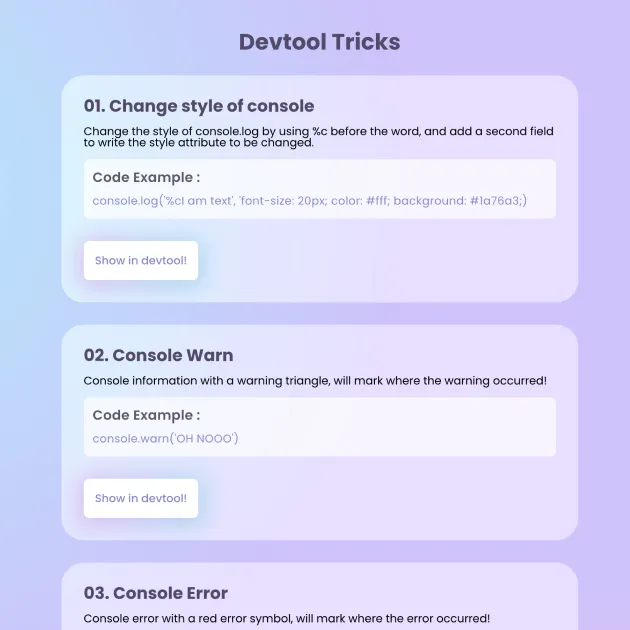 Devtool Tricks
01. Change style of console
Change the style of console.log by using %c before the word, and add a second field
to write the style attribute to be changed.
Code Example :
console.log('%cI am text', 'font-size: 20px; color: #fff; background: #1a76a3;)
Show in devtool!
02. Console Warn
Console information with a warning triangle, will mark where the warning occurred!
Code Example :
console.warn('OH NOOO')
Show in devtool!
03. Console Error
Console error with a red error symbol, will mark where the error occurred!